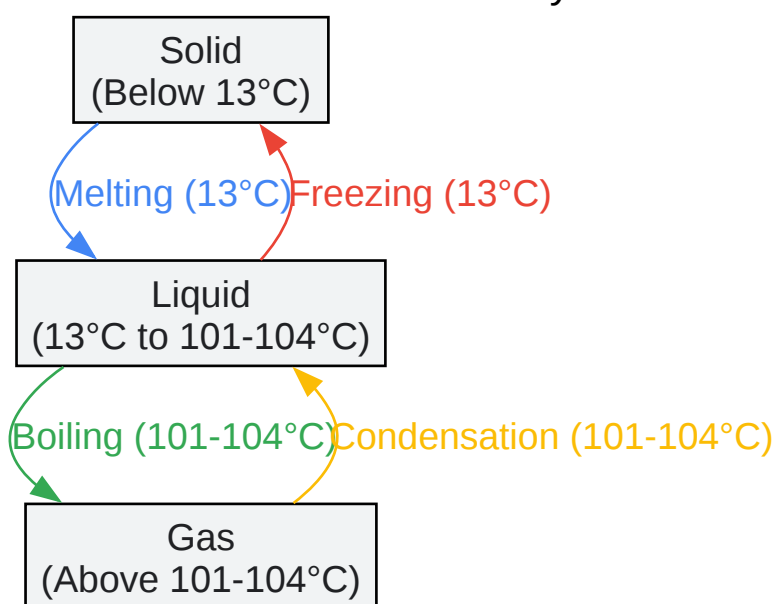 Solid
(Below 13°C)
Melting (13°C)
Freezing (13°C)
Liquid
(13°C to 101-104°C)
Boiling (101-104°C)
Condensation (101-104°C)
Gas
(Above 101-104°C)